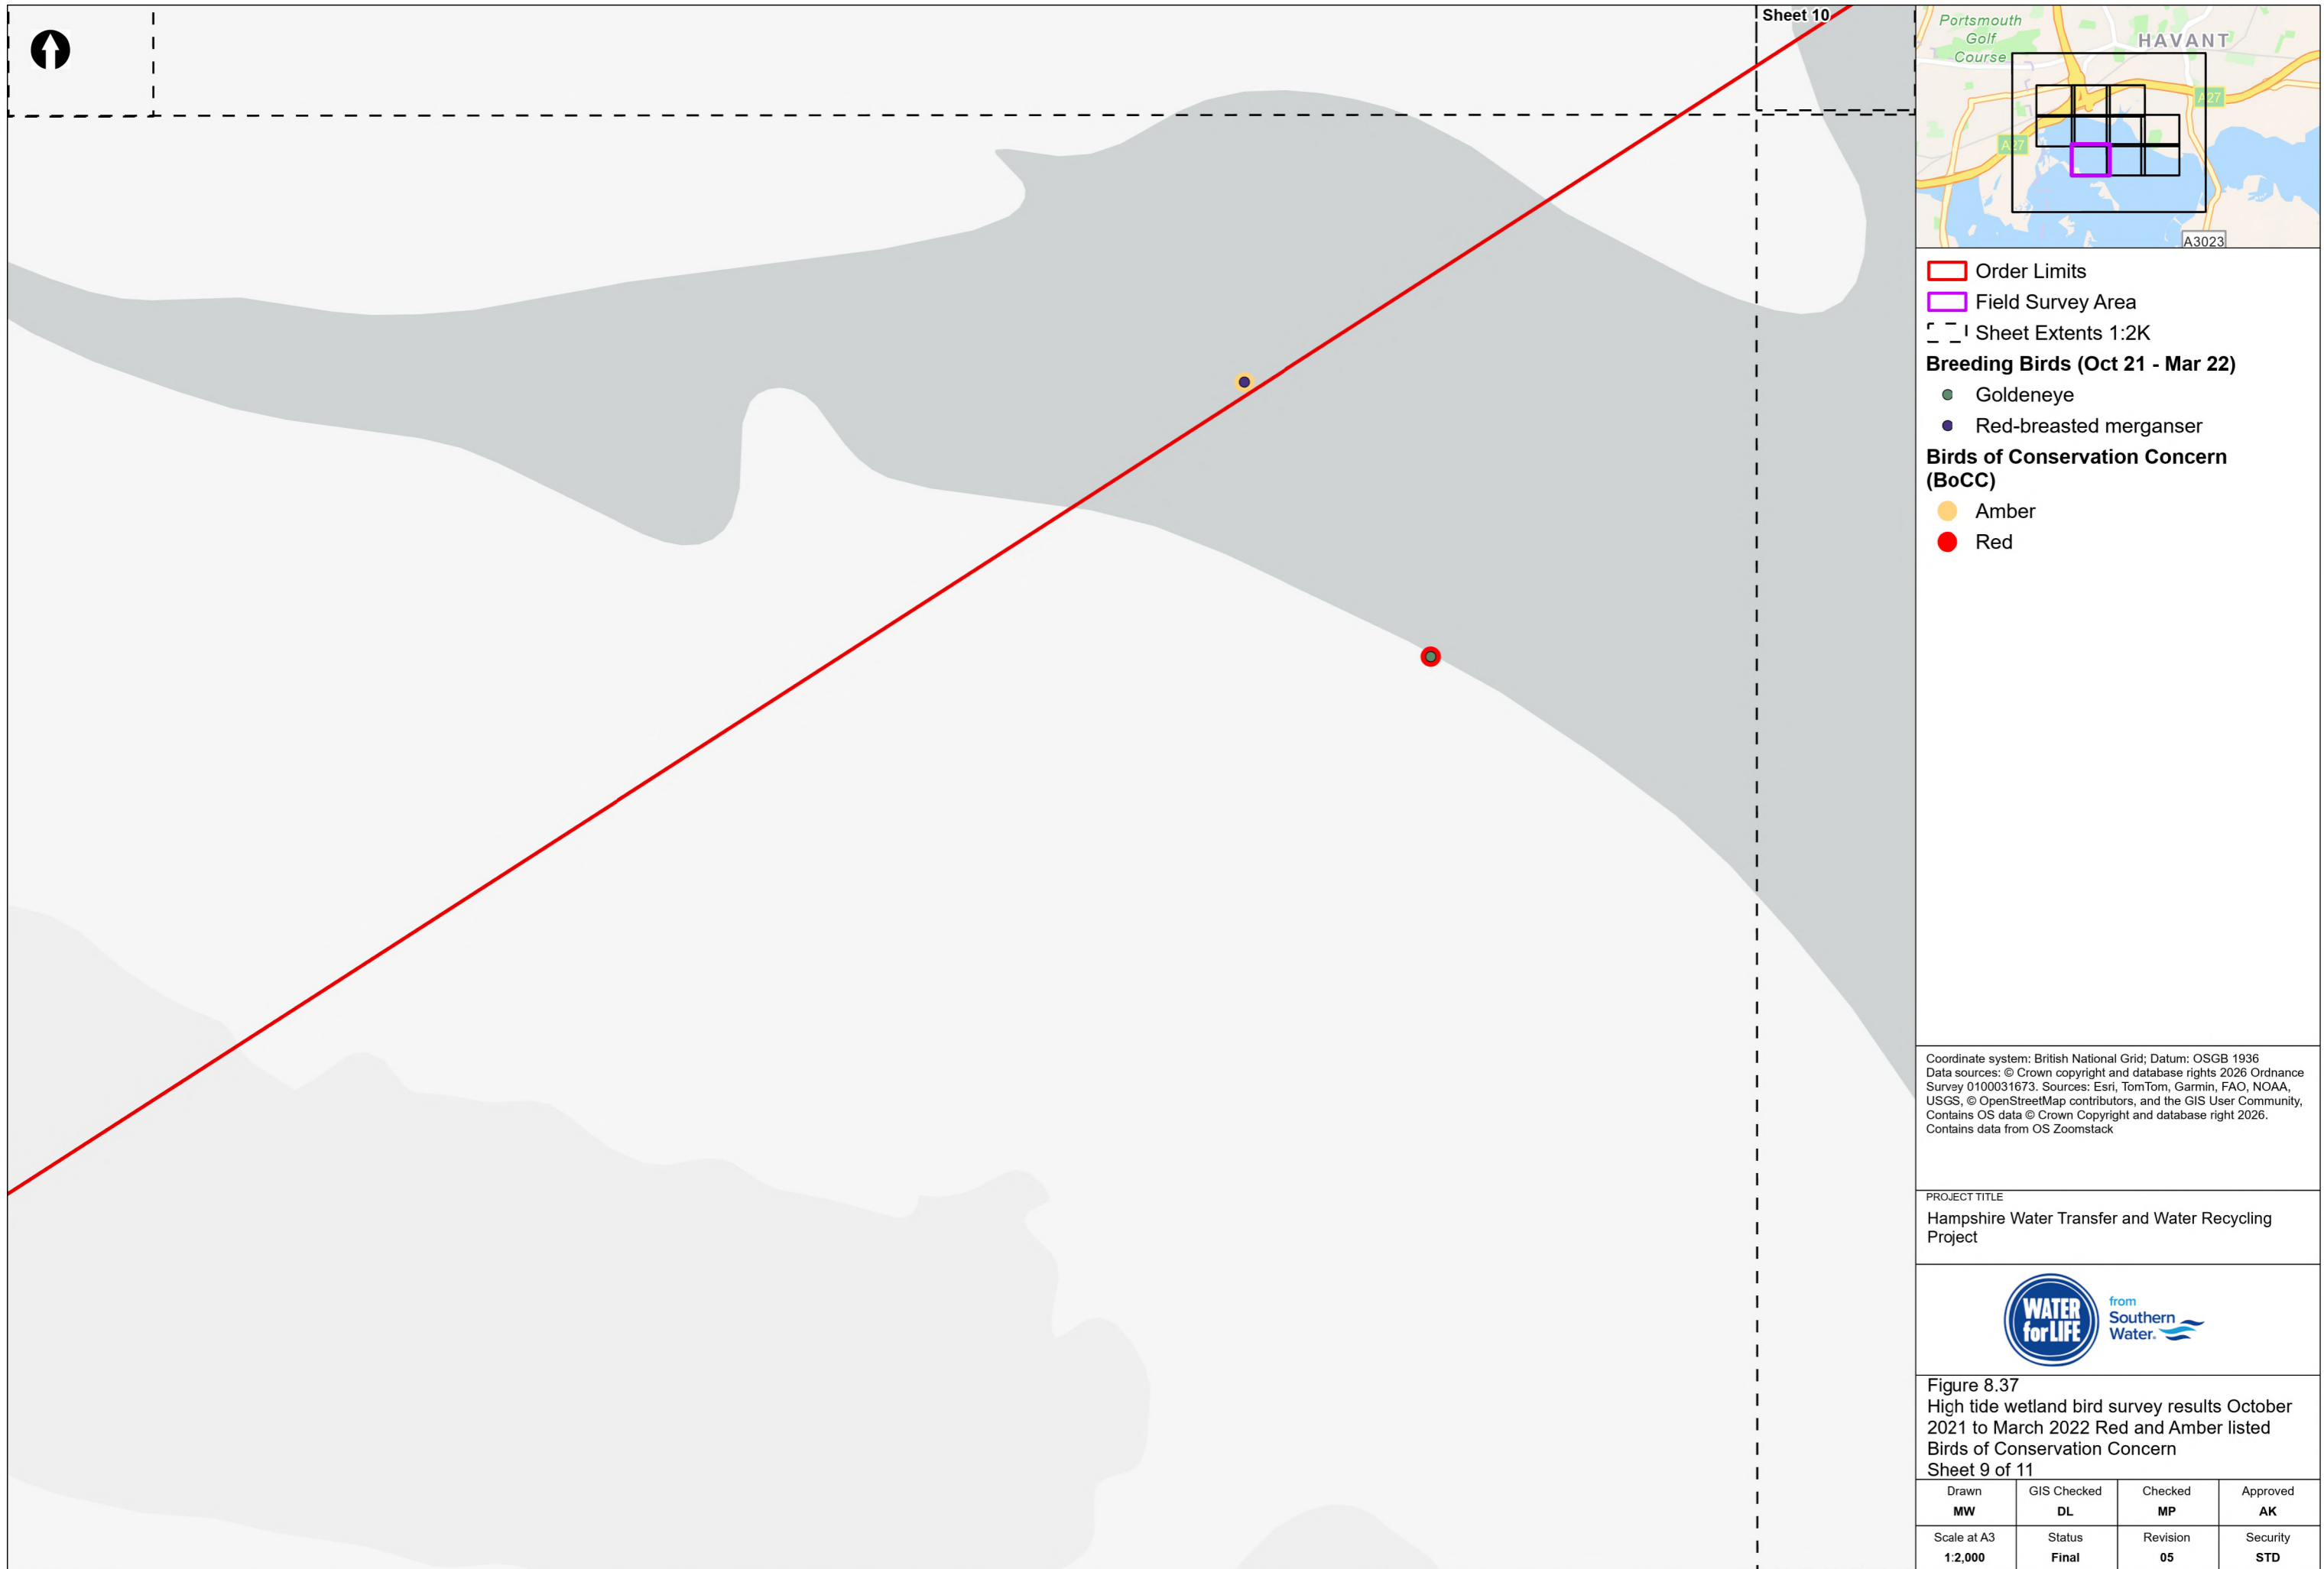 Sheet 10
Portsmouth
Golf
Course
HAVANT
A27
A27
A3023
Order Limits
Field Survey Area
Sheet Extents 1:2K
Breeding Birds (Oct 21 - Mar 22)
Goldeneye
Red-breasted merganser
Birds of Conservation Concern
(BoCC)
Amber
Red
Coordinate system: British National Grid; Datum: OSGB 1936
Data sources: © Crown copyright and database rights 2026 Ordnance
Survey 0100031673. Sources: Esri, TomTom, Garmin, FAO, NOAA,
USGS, © OpenStreetMap contributors, and the GIS User Community,
Contains OS data © Crown Copyright and database right 2026.
Contains data from OS Zoomstack
PROJECT TITLE
Hampshire Water Transfer and Water Recycling
Project
WATER
for LIFE
from
Southern
Water.
Figure 8.37
High tide wetland bird survey results October
2021 to March 2022 Red and Amber listed
Birds of Conservation Concern
Sheet 9 of 11
Drawn GIS Checked Checked Approved
MW DL MP AK
Scale at A3 Status Revision Security
1:2,000 Final 05 STD